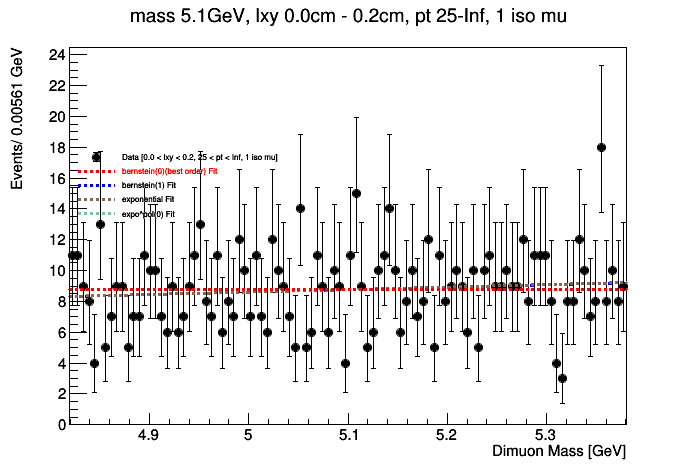 mass 5.1GeV, lxy 0.0cm - 0.2cm, pt 25-Inf, 1 iso mu
Events/ 0.00561 GeV
24
22
20
18
16
14
12
10
8
6
4
2
0
Data [0.0 < lxy < 0.2, 25 < pt < Inf, 1 iso mu]
bernstein(0)(best order) Fit
bernstein(1) Fit
exponential Fit
expo*pol(0) Fit
4.9 5 5.1 5.2 5.3
Dimuon Mass [GeV]